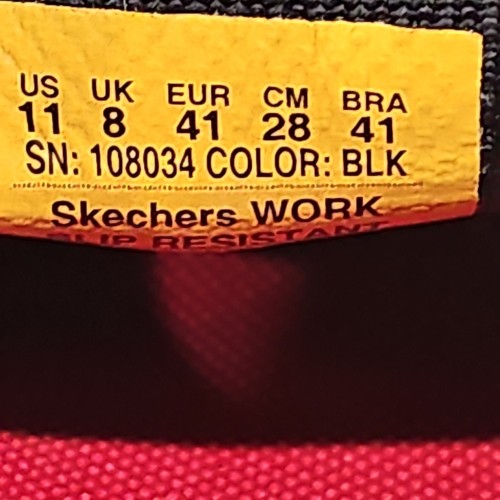 US UK EUR CM BRA
11 8 41 28 41
SN: 108034 COLOR: BLK
Skechers WORK
SLIP RESISTANT